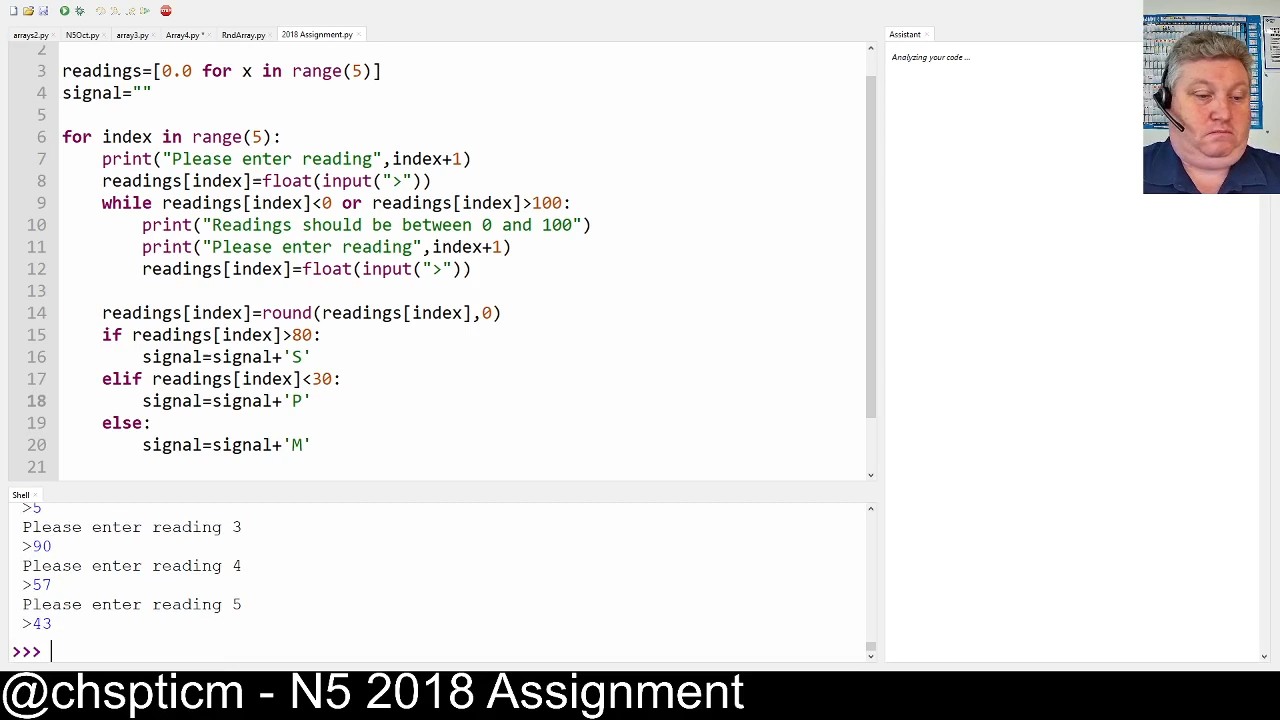 arrays2.py × N5Oct.py × array3.py × Array4.py * × RndArray.py × 2018 Assignment.py ×
Assistant ×
Analyzing your code ...
2
3 readings=[0.0 for x in range(5)]
4 signal=""
5
6 for index in range(5):
7 print("Please enter reading",index+1)
8 readings[index]=float(input(">"))
9 while readings[index]<0 or readings[index]>100:
10 print("Readings should be between 0 and 100")
11 print("Please enter reading",index+1)
12 readings[index]=float(input(">"))
13
14 readings[index]=round(readings[index],0)
15 if readings[index]>80:
16 signal=signal+'S'
17 elif readings[index]<30:
18 signal=signal+'P'
19 else:
20 signal=signal+'M'
21
Shell ×
>5
Please enter reading 3
>90
Please enter reading 4
>57
Please enter reading 5
>43
>>>
@chspticm - N5 2018 Assignment